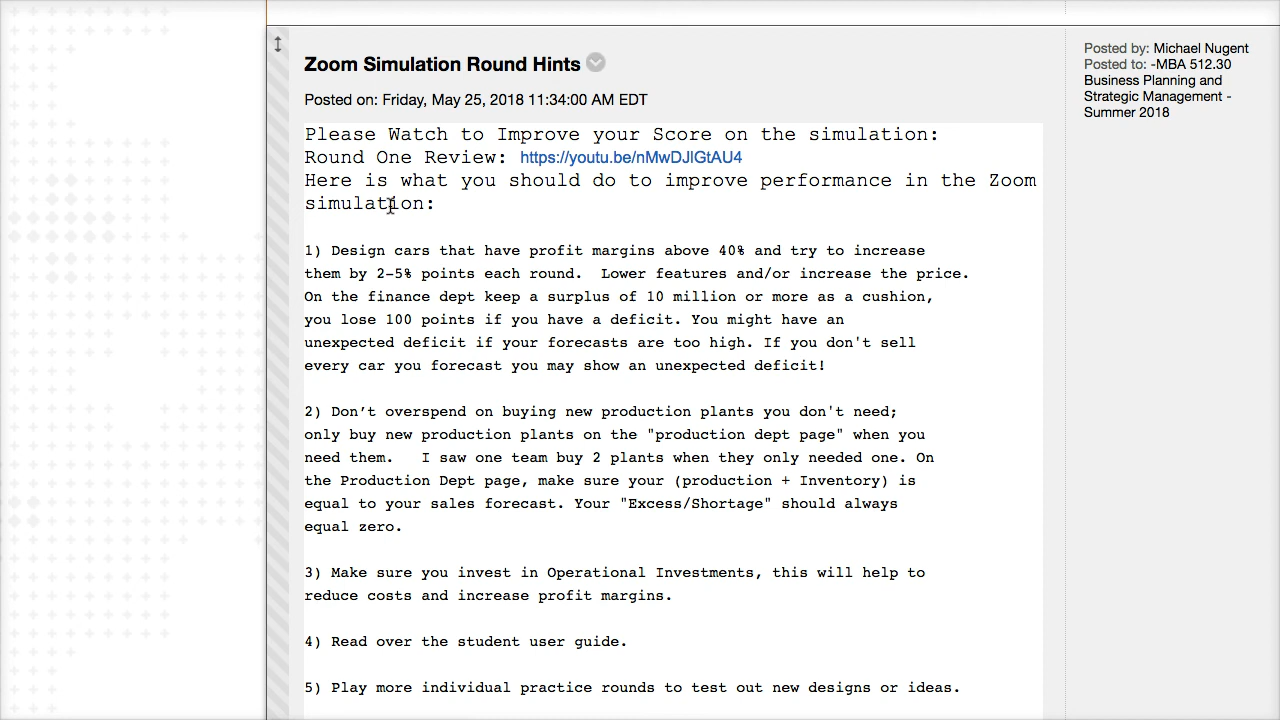 Zoom Simulation Round Hints
Posted on: Friday, May 25, 2018 11:34:00 AM EDT
Please Watch to Improve your Score on the simulation:
Round One Review: https://youtu.be/nMwDJlGtAU4
Here is what you should do to improve performance in the Zoom
simulation:
1) Design cars that have profit margins above 40% and try to increase
them by 2-5% points each round.  Lower features and/or increase the price.
On the finance dept keep a surplus of 10 million or more as a cushion,
you lose 100 points if you have a deficit. You might have an
unexpected deficit if your forecasts are too high. If you don't sell
every car you forecast you may show an unexpected deficit!
2) Don’t overspend on buying new production plants you don't need;
only buy new production plants on the "production dept page" when you
need them.   I saw one team buy 2 plants when they only needed one. On
the Production Dept page, make sure your (production + Inventory) is
equal to your sales forecast. Your "Excess/Shortage" should always
equal zero.
3) Make sure you invest in Operational Investments, this will help to
reduce costs and increase profit margins.
4) Read over the student user guide.
5) Play more individual practice rounds to test out new designs or ideas.
Posted by: Michael Nugent
Posted to: -MBA 512.30
Business Planning and
Strategic Management -
Summer 2018